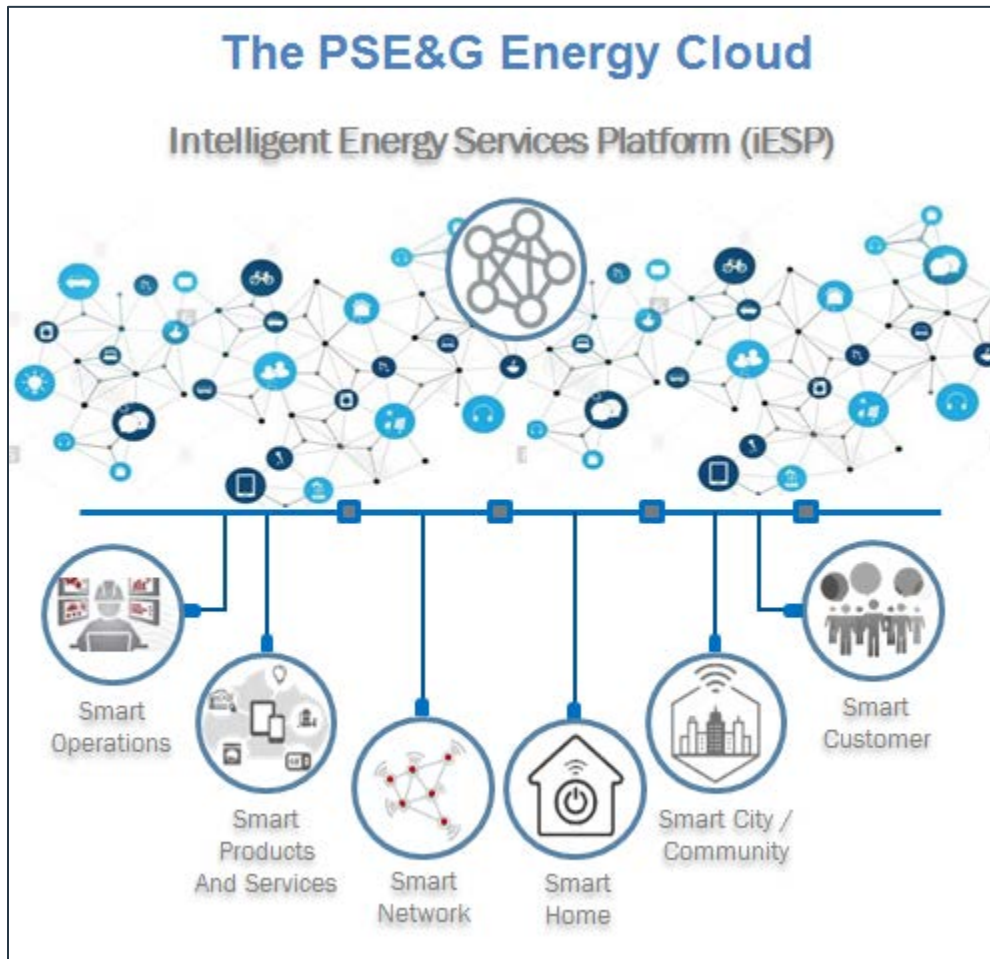 The PSE&G Energy Cloud
Intelligent Energy Services Platform (iESP)
Smart
Operations
Smart
Products
And Services
Smart
Network
Smart
Home
Smart City /
Community
Smart
Customer